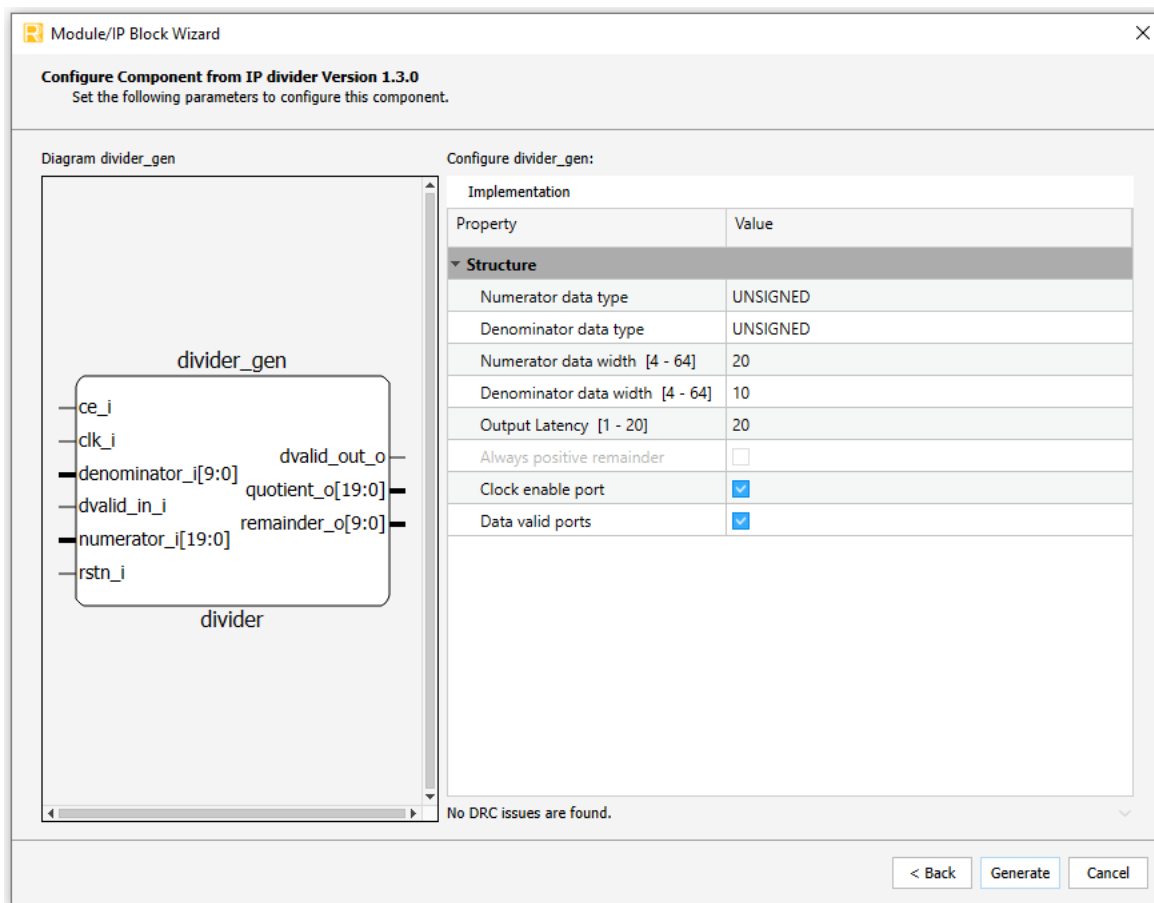 Module/IP Block Wizard
Configure Component from IP divider Version 1.3.0
Set the following parameters to configure this component.
Diagram divider_gen
divider_gen
ce_i
clk_i
denominator_i[9:0]
dvalid_in_i
numerator_i[19:0]
rstn_i
dvalid_out_o
quotient_o[19:0]
remainder_o[9:0]
divider
Configure divider_gen:
Implementation
Property Value
Structure
Numerator data type UNSIGNED
Denominator data type UNSIGNED
Numerator data width [4 - 64] 20
Denominator data width [4 - 64] 10
Output Latency [1 - 20] 20
Always positive remainder
Clock enable port
Data valid ports
No DRC issues are found.
< Back Generate Cancel